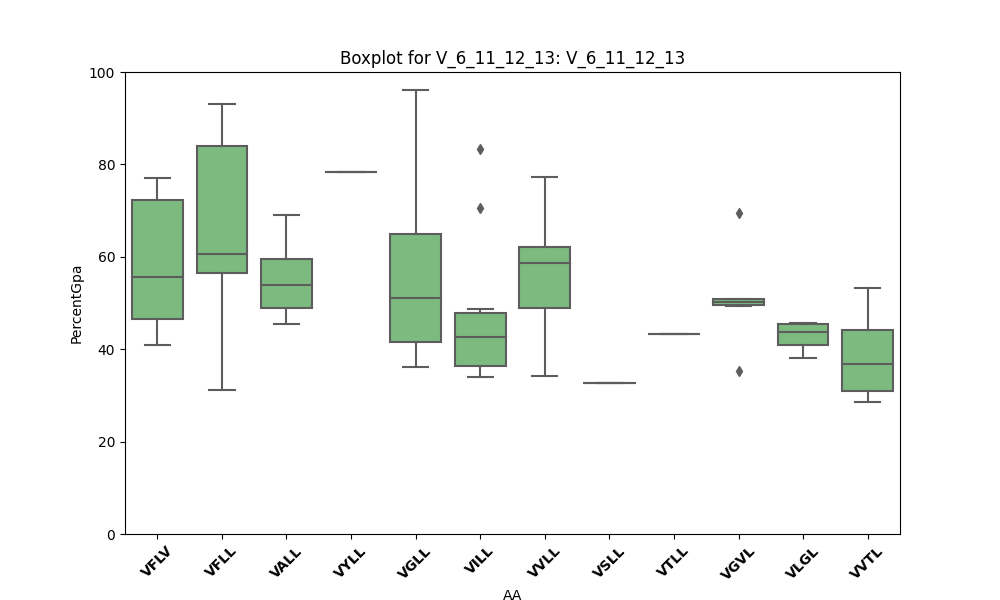 Boxplot for V_6_11_12_13: V_6_11_12_13
PercentGpa
100
80
60
40
20
0
VFLV VFLL VALL VYLL VGLL VILL VVLL VSLL VTLL VGVL VLGL VVTL
AA